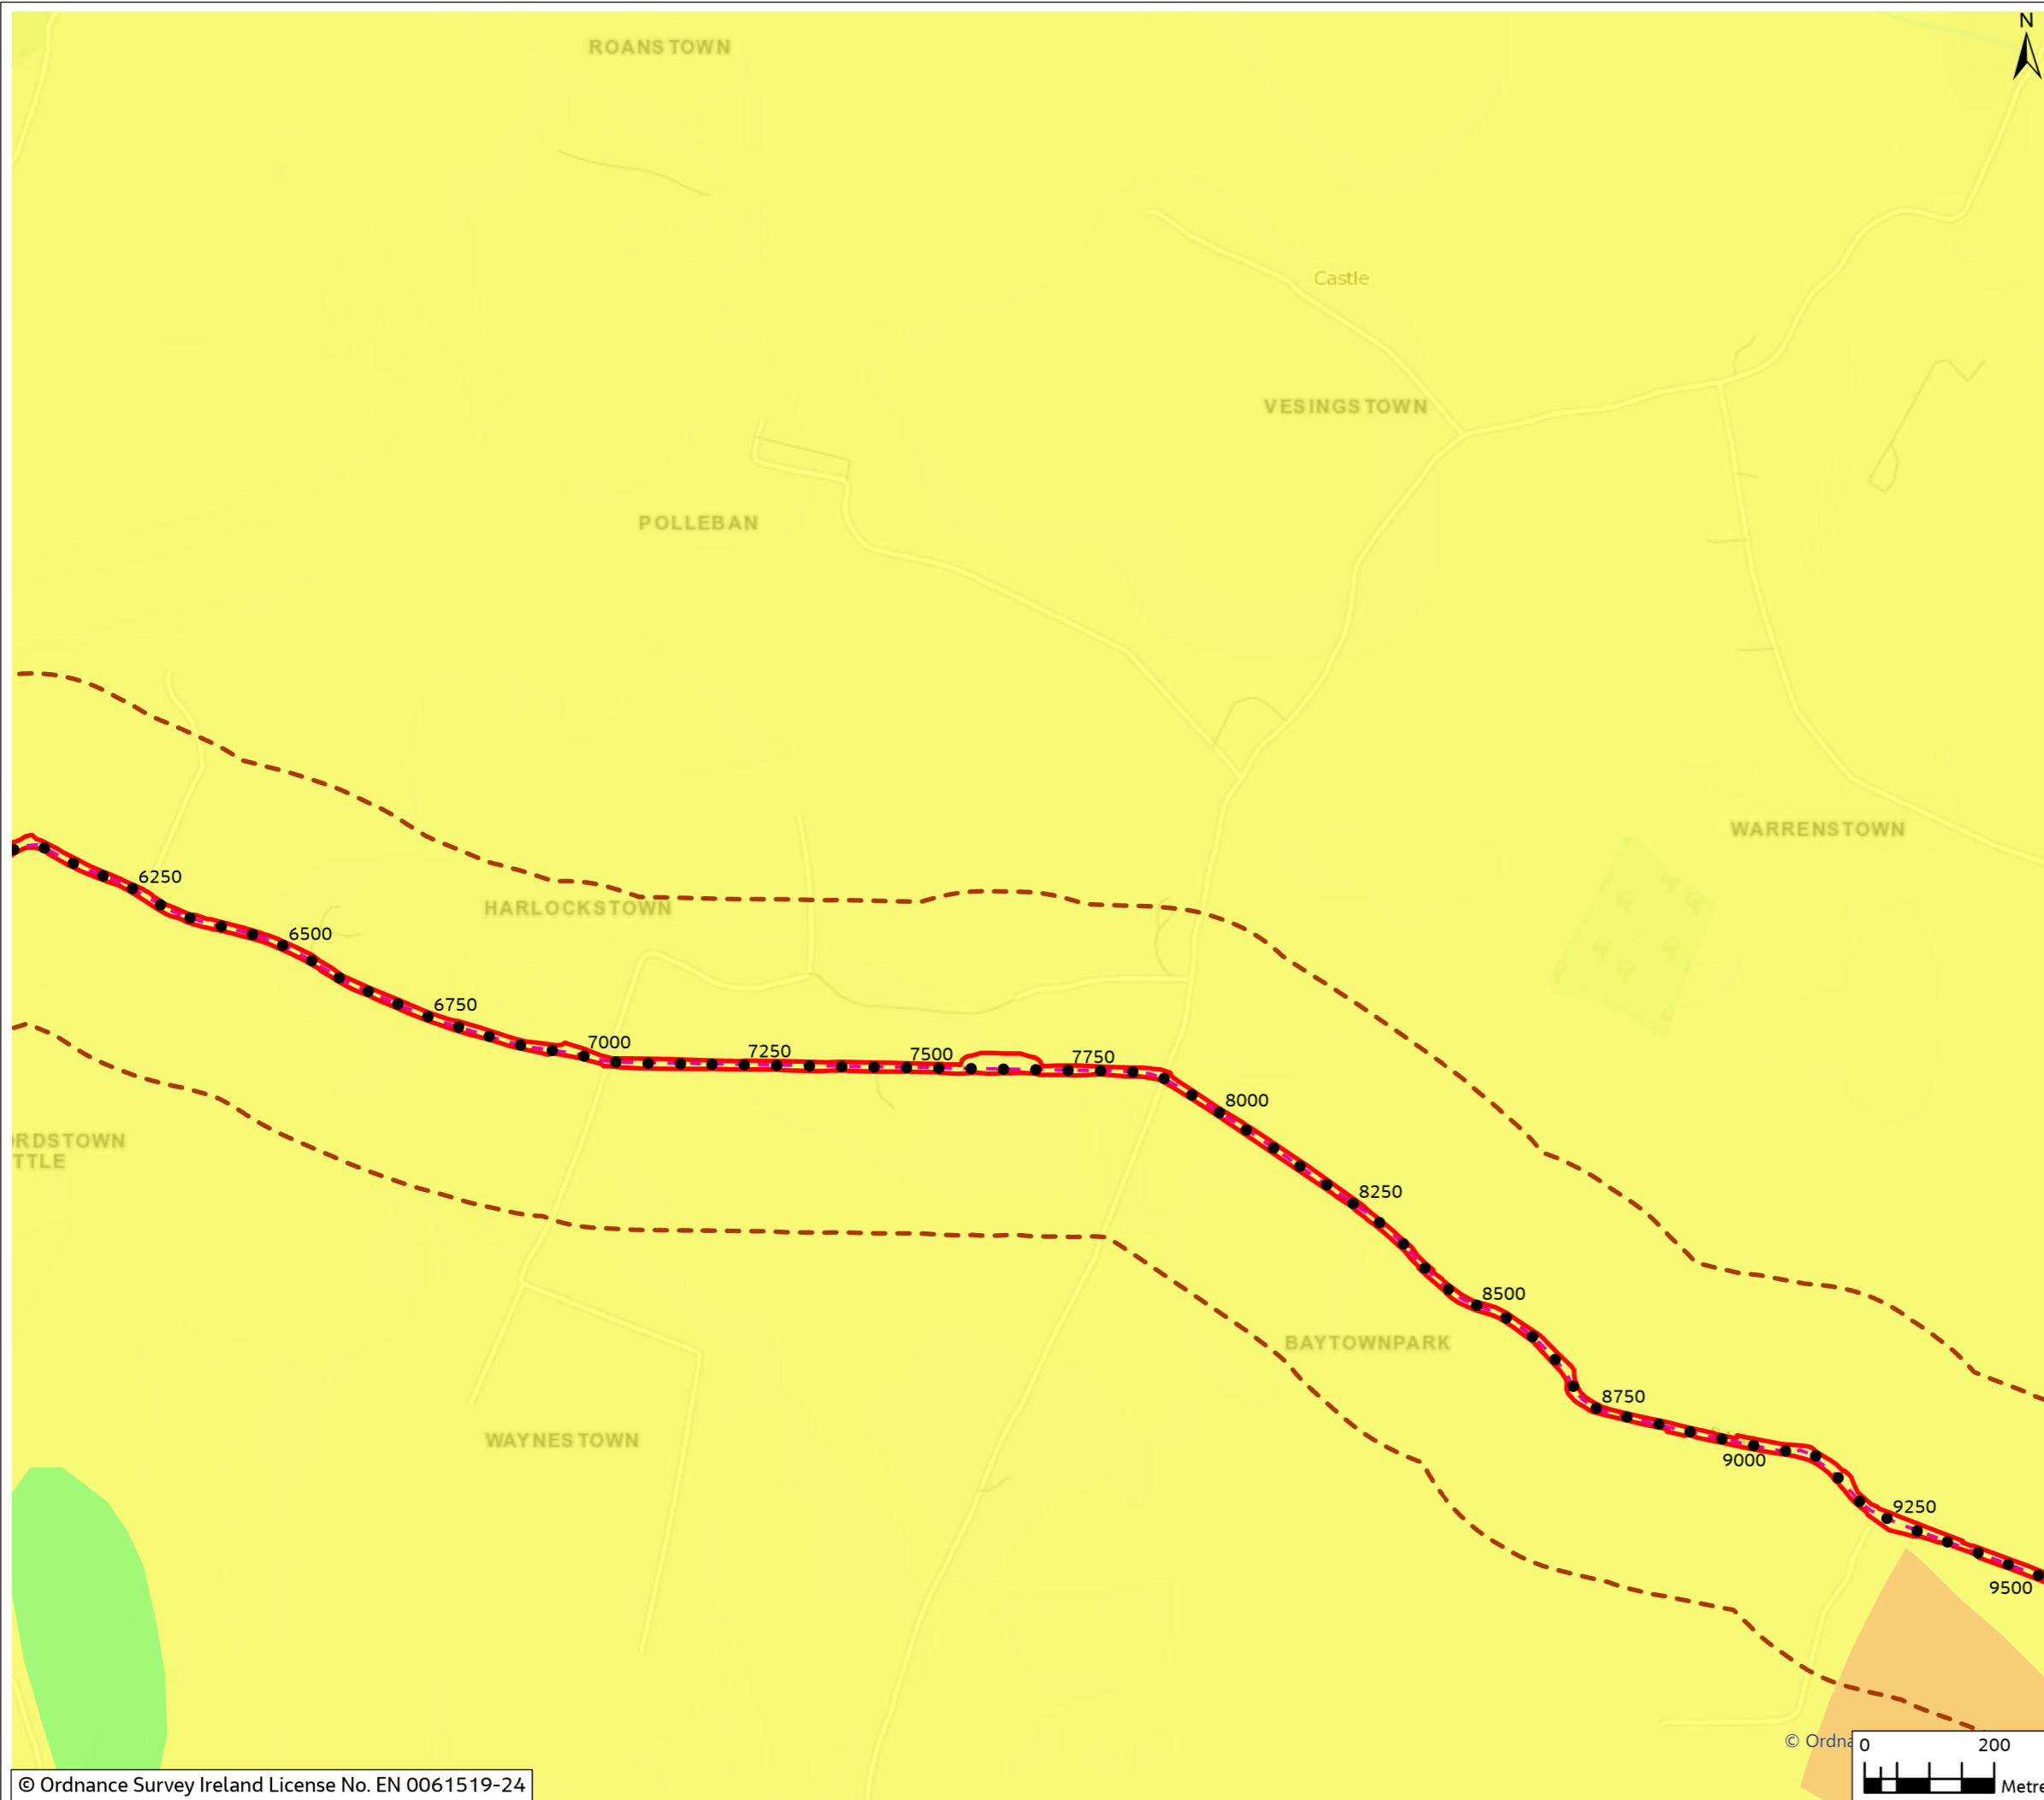 N
ROANSTOWN
Castle
VESINGSTOWN
POLLEBAN
WARRENSTOWN
6250
HARLOCKSTOWN
6500
6750
7000
7250
7500
7750
8000
RDSTOWN
TTLE
8250
8500
BAYTOWNPARK
8750
WAYNESTOWN
9000
9250
9500
© Ordna
0 200
Metre
© Ordnance Survey Ireland License No. EN 0061519-24